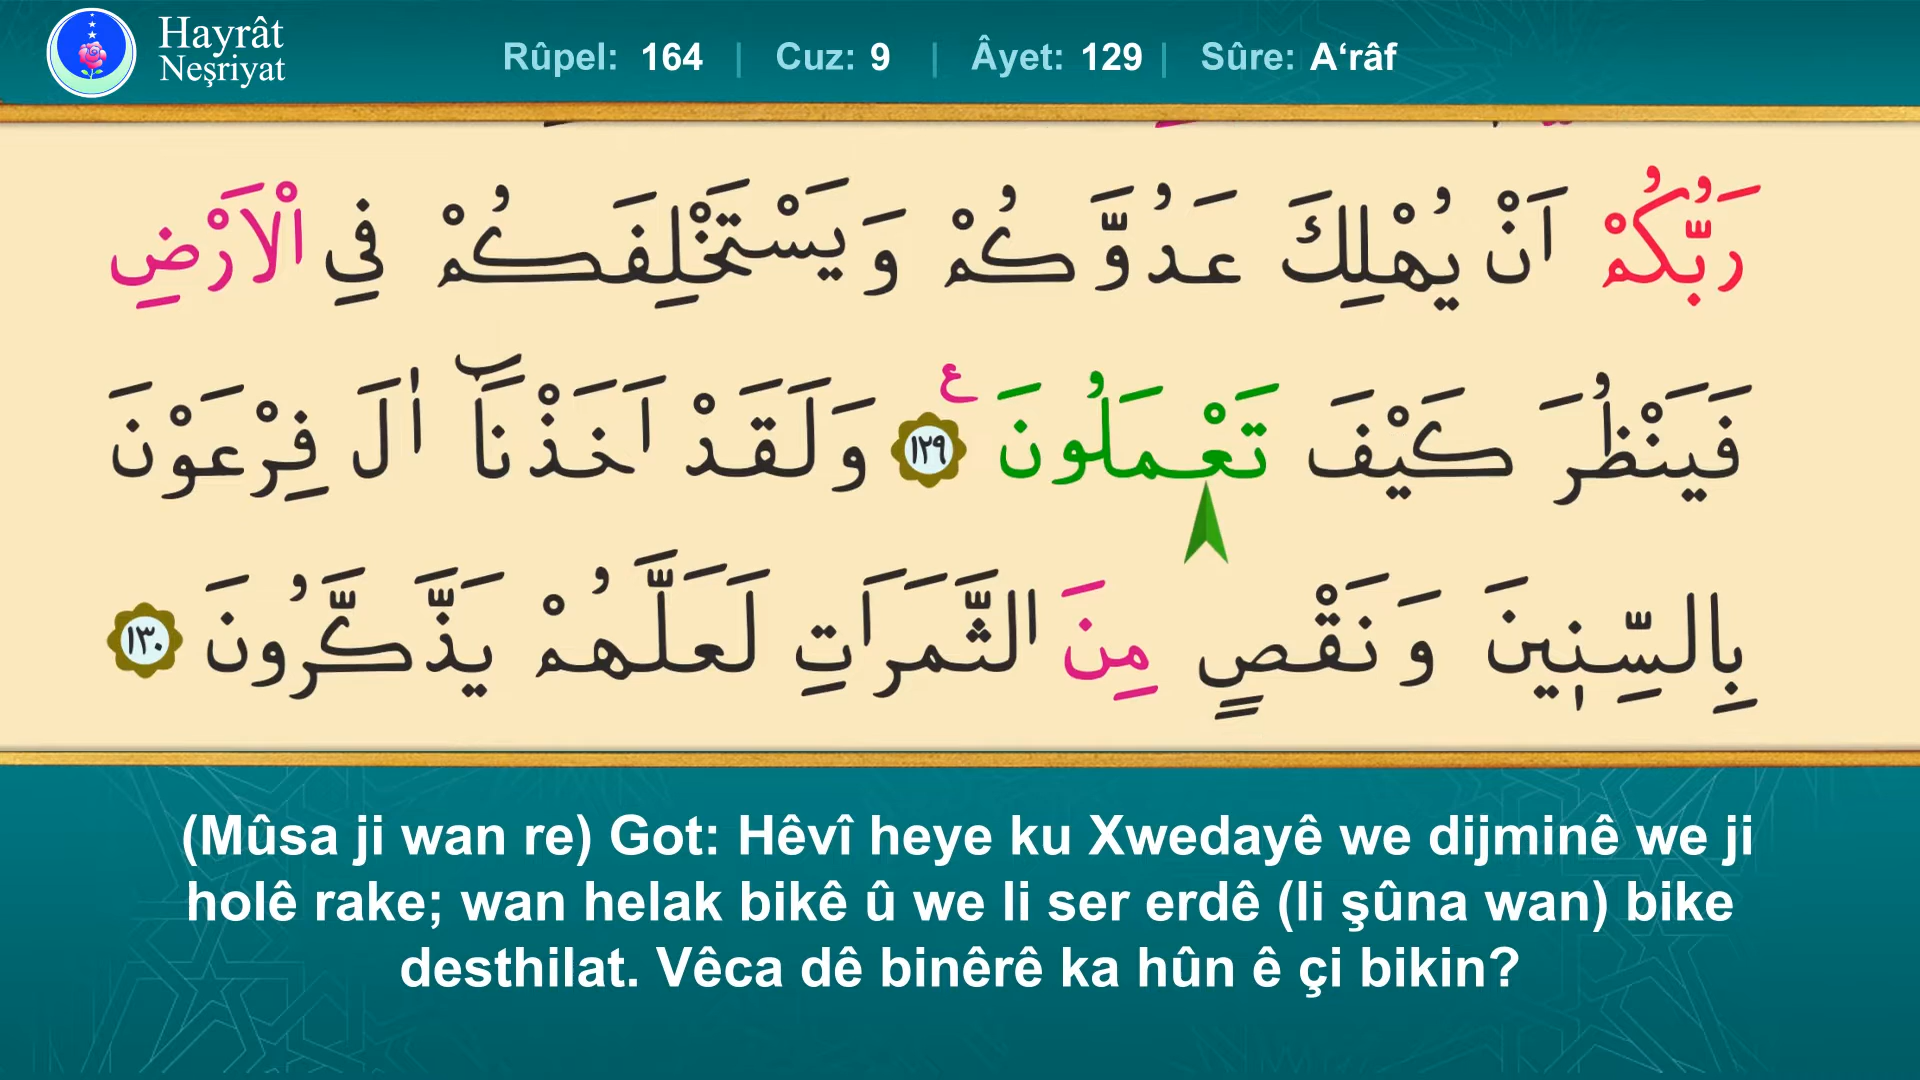 Hayrât
Neşriyat
Rûpel: 164 | Cuz: 9 | Âyet: 129 | Sûre: A‘râf
رَبُّكُمْ اَنْ يُهْلِكَ عَدُوَّكُمْ وَيَسْتَخْلِفَكُمْ فِي الْاَرْضِ
فَيَنْظُرَ كَيْفَ تَعْمَلُونَ ع ﴿١٢٩﴾ وَلَقَدْ اَخَذْنَٓا اٰلَ فِرْعَوْنَ
بِالسِّنٖينَ وَنَقْصٍ مِنَ الثَّمَرَاتِ لَعَلَّهُمْ يَذَّكَّرُونَ ﴿١٣٠﴾
(Mûsa ji wan re) Got: Hêvî heye ku Xwedayê we dijminê we ji
holê rake; wan helak bikê û we li ser erdê (li şûna wan) bike
desthilat. Vêca dê binêrê ka hûn ê çi bikin?